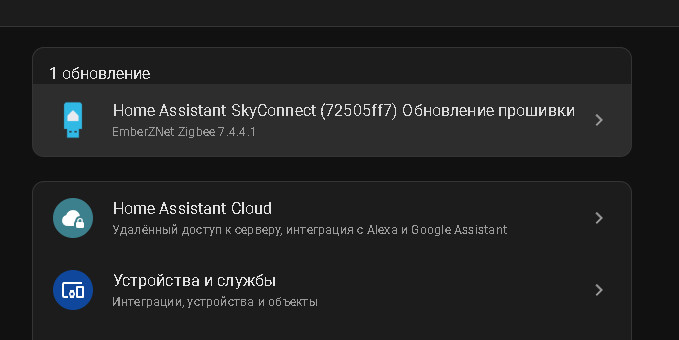 1 обновление
Home Assistant SkyConnect (72505ff7) Обновление прошивки
EmberZNet Zigbee 7.4.4.1
Home Assistant Cloud
Удалённый доступ к серверу, интеграция с Alexa и Google Assistant
Устройства и службы
Интеграции, устройства и объекты